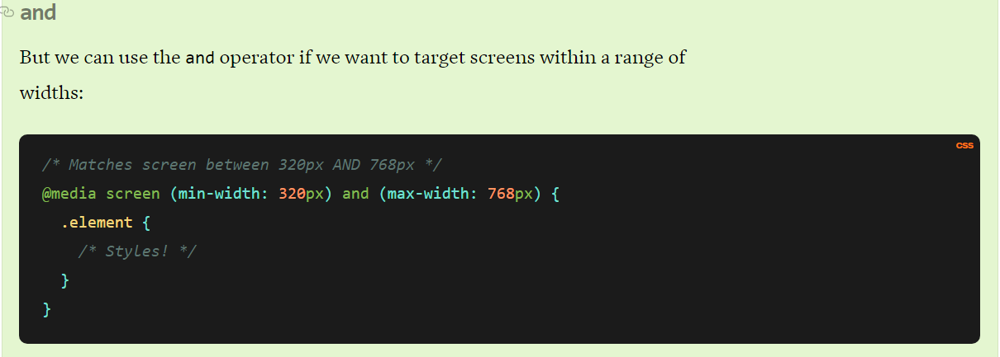 and
But we can use the and operator if we want to target screens within a range of
widths:
CSS
/* Matches screen between 320px AND 768px */
@media screen (min-width: 320px) and (max-width: 768px) {
  .element {
    /* Styles! */
  }
}